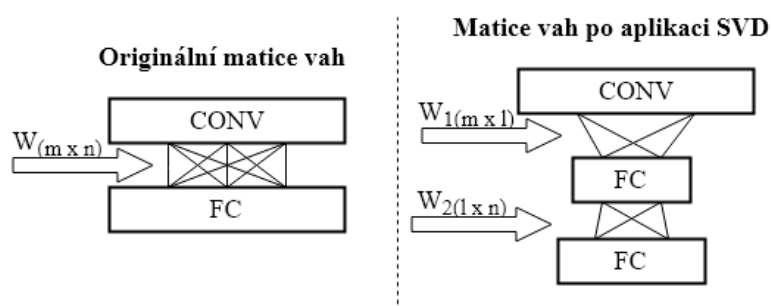 Originální matice vah
CONV
W(m x n)
FC
Matice vah po aplikaci SVD
CONV
W1(m x l)
FC
W2(l x n)
FC